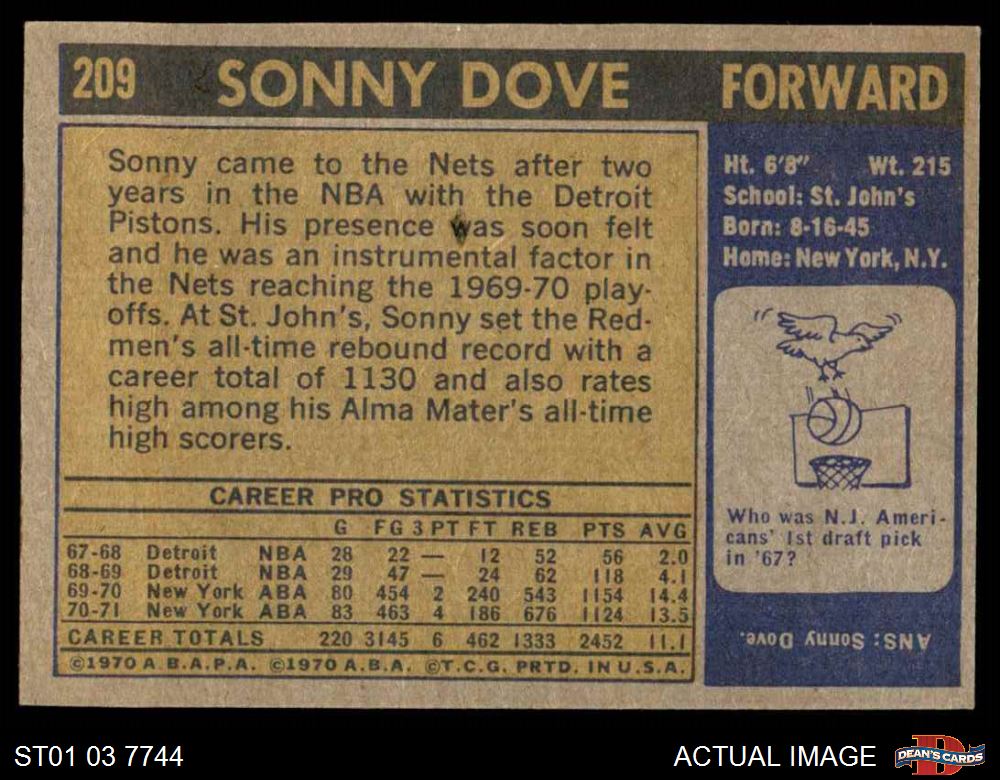 209 SONNY DOVE FORWARD
Sonny came to the Nets after two
years in the NBA with the Detroit
Pistons. His presence was soon felt
and he was an instrumental factor in
the Nets reaching the 1969-70 play-
offs. At St. John's, Sonny set the Red-
men's all-time rebound record with a
career total of 1130 and also rates
high among his Alma Mater's all-time
high scorers.
CAREER PRO STATISTICS
G FG 3 PT FT REB PTS AVG
67-68 Detroit NBA 28 22 — 12 52 56 2.0
68-69 Detroit NBA 29 47 — 24 62 118 4.1
69-70 New York ABA 80 454 2 240 543 1154 14.4
70-71 New York ABA 83 463 4 186 676 1124 13.5
CAREER TOTALS 220 3145 6 462 1333 2452 11.1
©1970 A.B.A.P.A. ©1970 A.B.A. ©T.C.G. PRTD. IN U.S.A.
Ht. 6'8" Wt. 215
School: St. John's
Born: 8-16-45
Home: New York, N.Y.
Who was N.J. Ameri-
cans' 1st draft pick
in '67?
ANS: Sonny Dove.
ST01 03 7744 ACTUAL IMAGE
DEAN'S CARDS